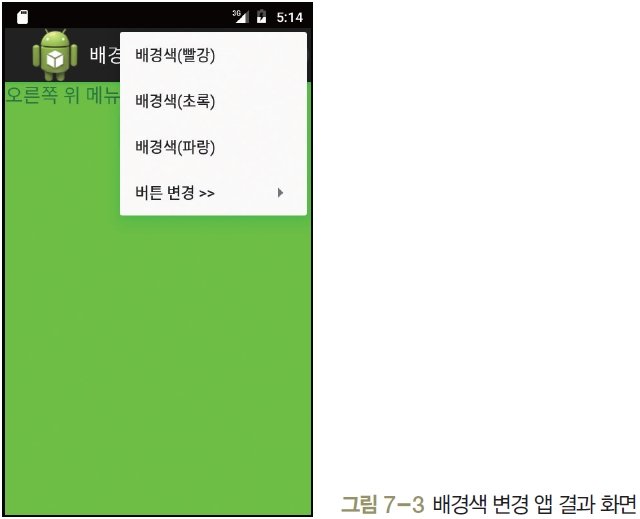 3G 5:14
배경
배경색(빨강)
오른쪽 위 메뉴
배경색(초록)
배경색(파랑)
버튼 변경 >>
그림 7-3 배경색 변경 앱 결과 화면